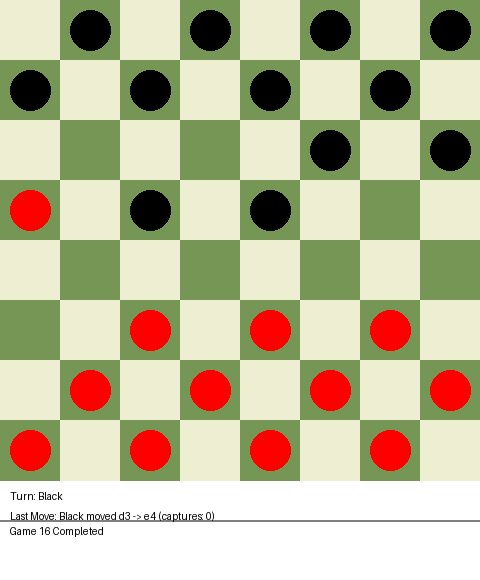 Turn: Black
Last Move: Black moved d3 -> e4 (captures: 0)
Game 16 Completed